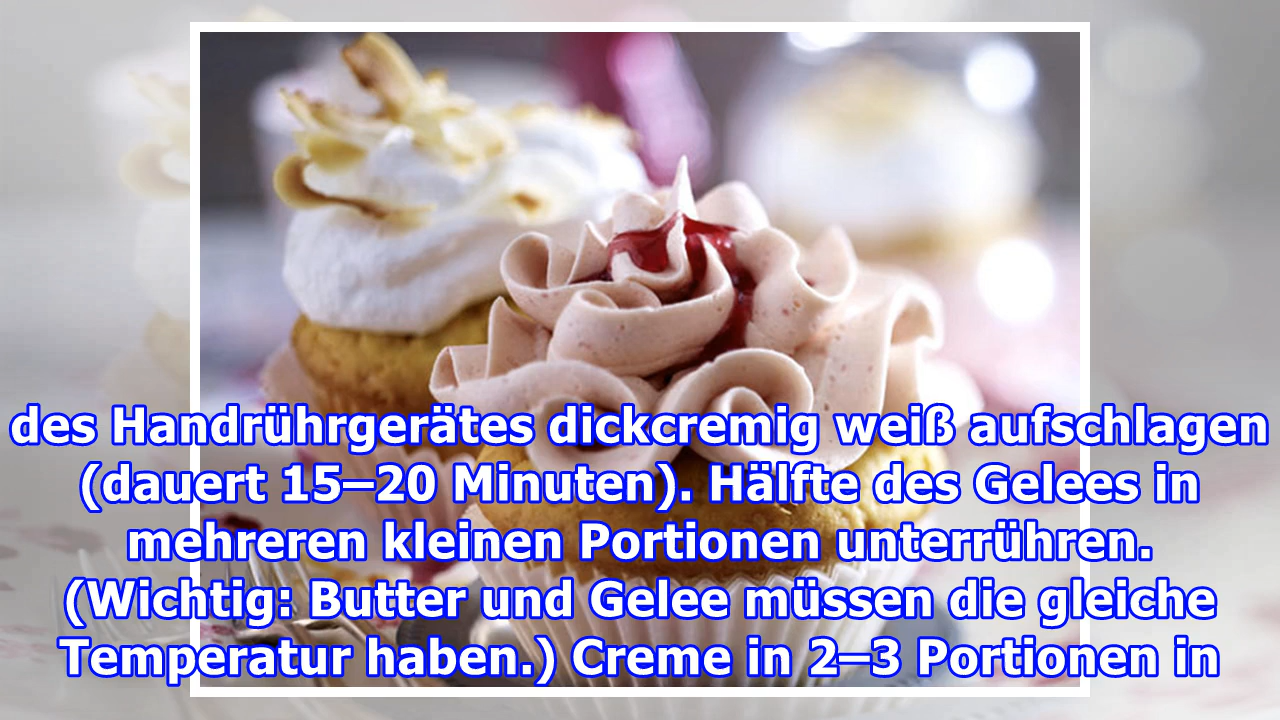 des Handrührgerätes dickcremig weiß aufschlagen
(dauert 15–20 Minuten). Hälfte des Gelees in
mehreren kleinen Portionen unterrühren.
(Wichtig: Butter und Gelee müssen die gleiche
Temperatur haben.) Creme in 2–3 Portionen in